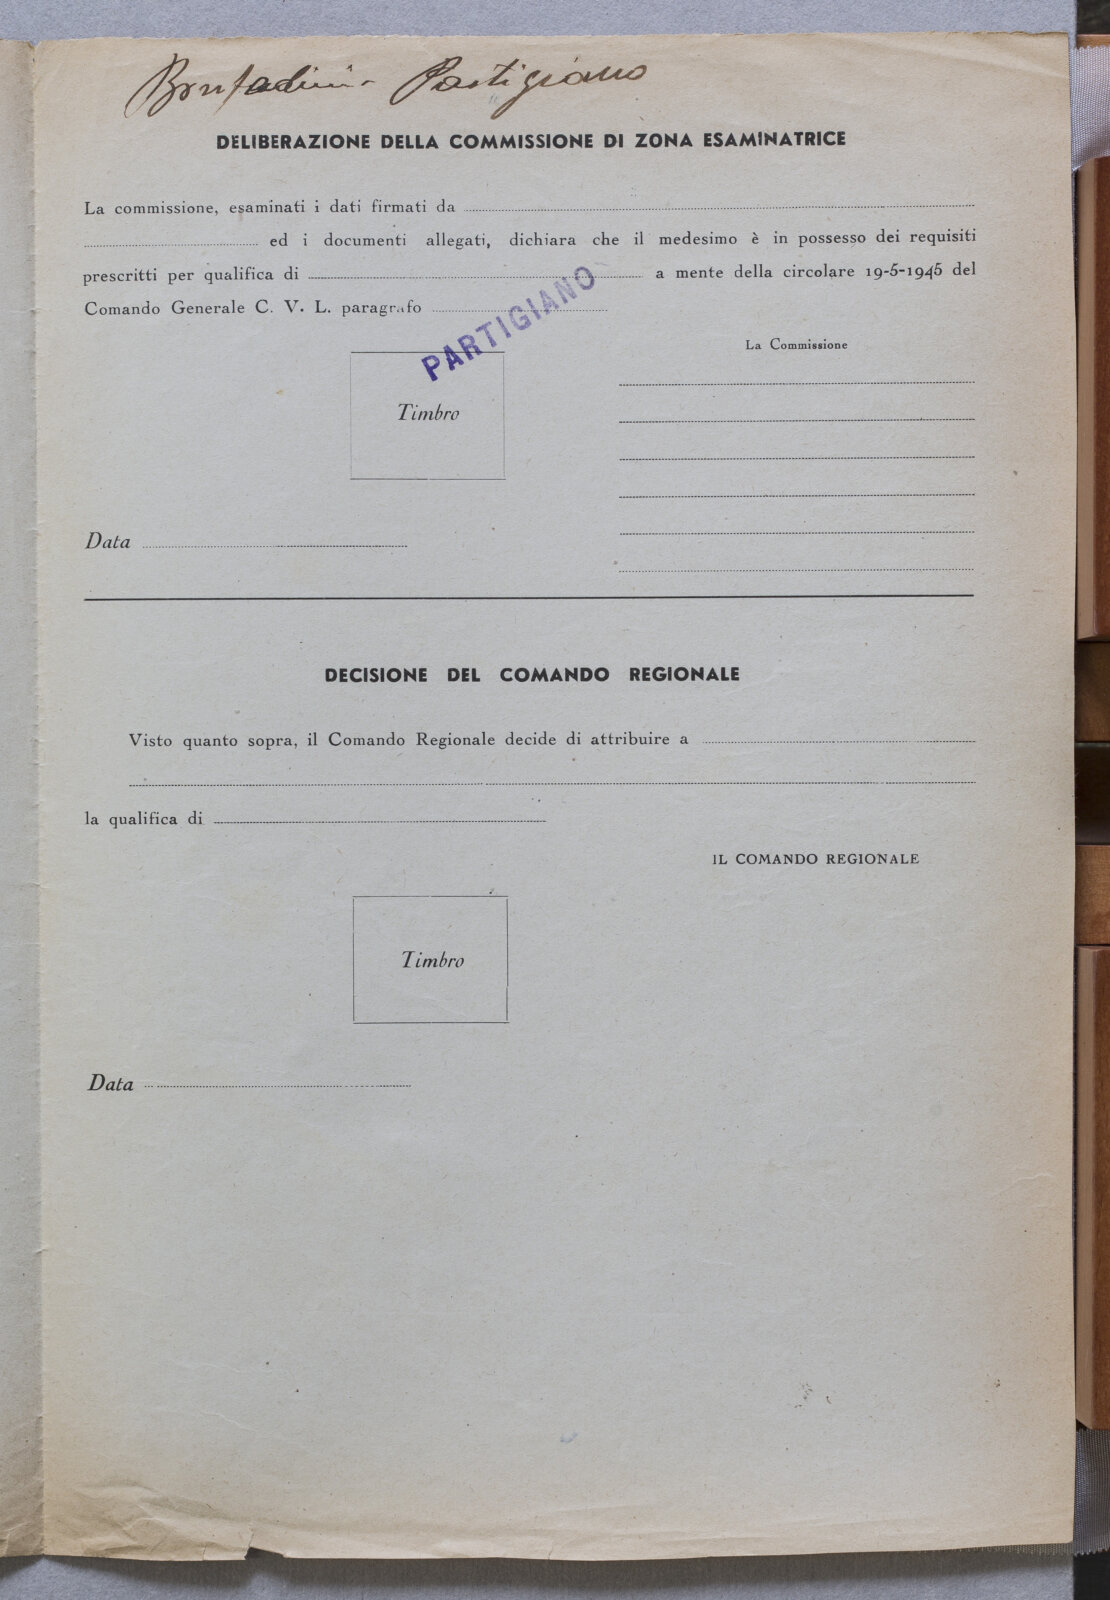 Bonfadini Partigiano
DELIBERAZIONE DELLA COMMISSIONE DI ZONA ESAMINATRICE
La commissione, esaminati i dati firmati da
ed i documenti allegati, dichiara che il medesimo è in possesso dei requisiti
prescritti per qualifica di a mente della circolare 19-5-1945 del
Comando Generale C. V. L. paragrafo
PARTIGIANO
La Commissione
Timbro
Data
DECISIONE DEL COMANDO REGIONALE
Visto quanto sopra, il Comando Regionale decide di attribuire a
la qualifica di
IL COMANDO REGIONALE
Timbro
Data